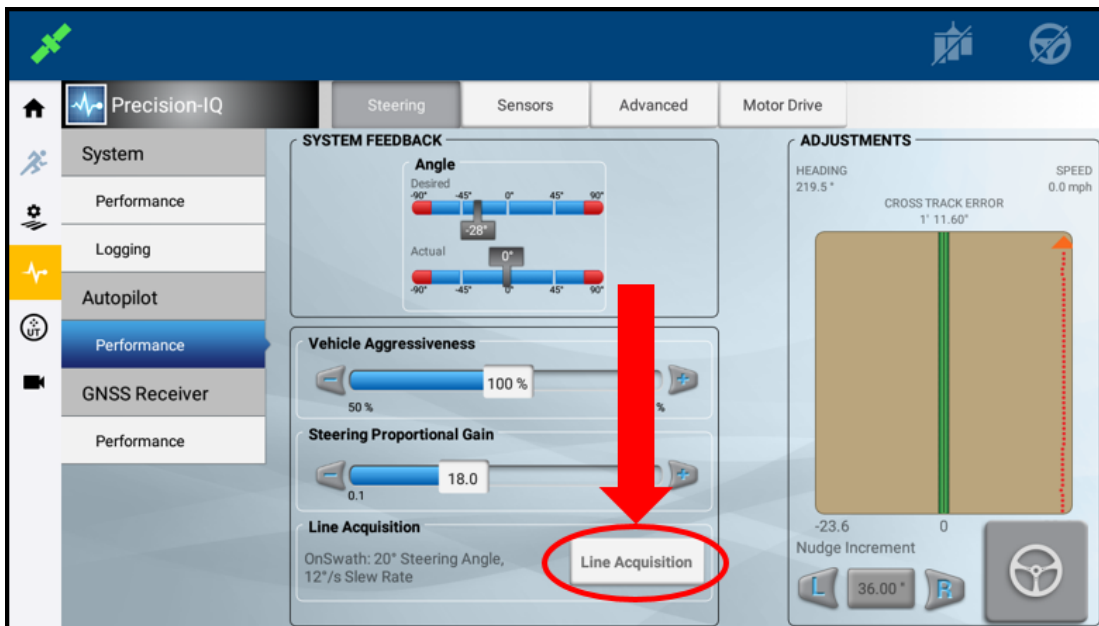 Precision-IQ
Steering
Sensors
Advanced
Motor Drive
System
Performance
Logging
Autopilot
Performance
UT
GNSS Receiver
Performance
SYSTEM FEEDBACK
Angle
Desired
-90° -45° 0° 45° 90°
-28°
Actual
0°
-90° -45° 0° 45° 90°
Vehicle Aggressiveness
100 %
50 %
%
Steering Proportional Gain
18.0
0.1
Line Acquisition
OnSwath: 20° Steering Angle,
12°/s Slew Rate
Line Acquisition
ADJUSTMENTS
HEADING
219.5 °
SPEED
0.0 mph
CROSS TRACK ERROR
1' 11.60"
-23.6 0
Nudge Increment
L
36.00 "
R